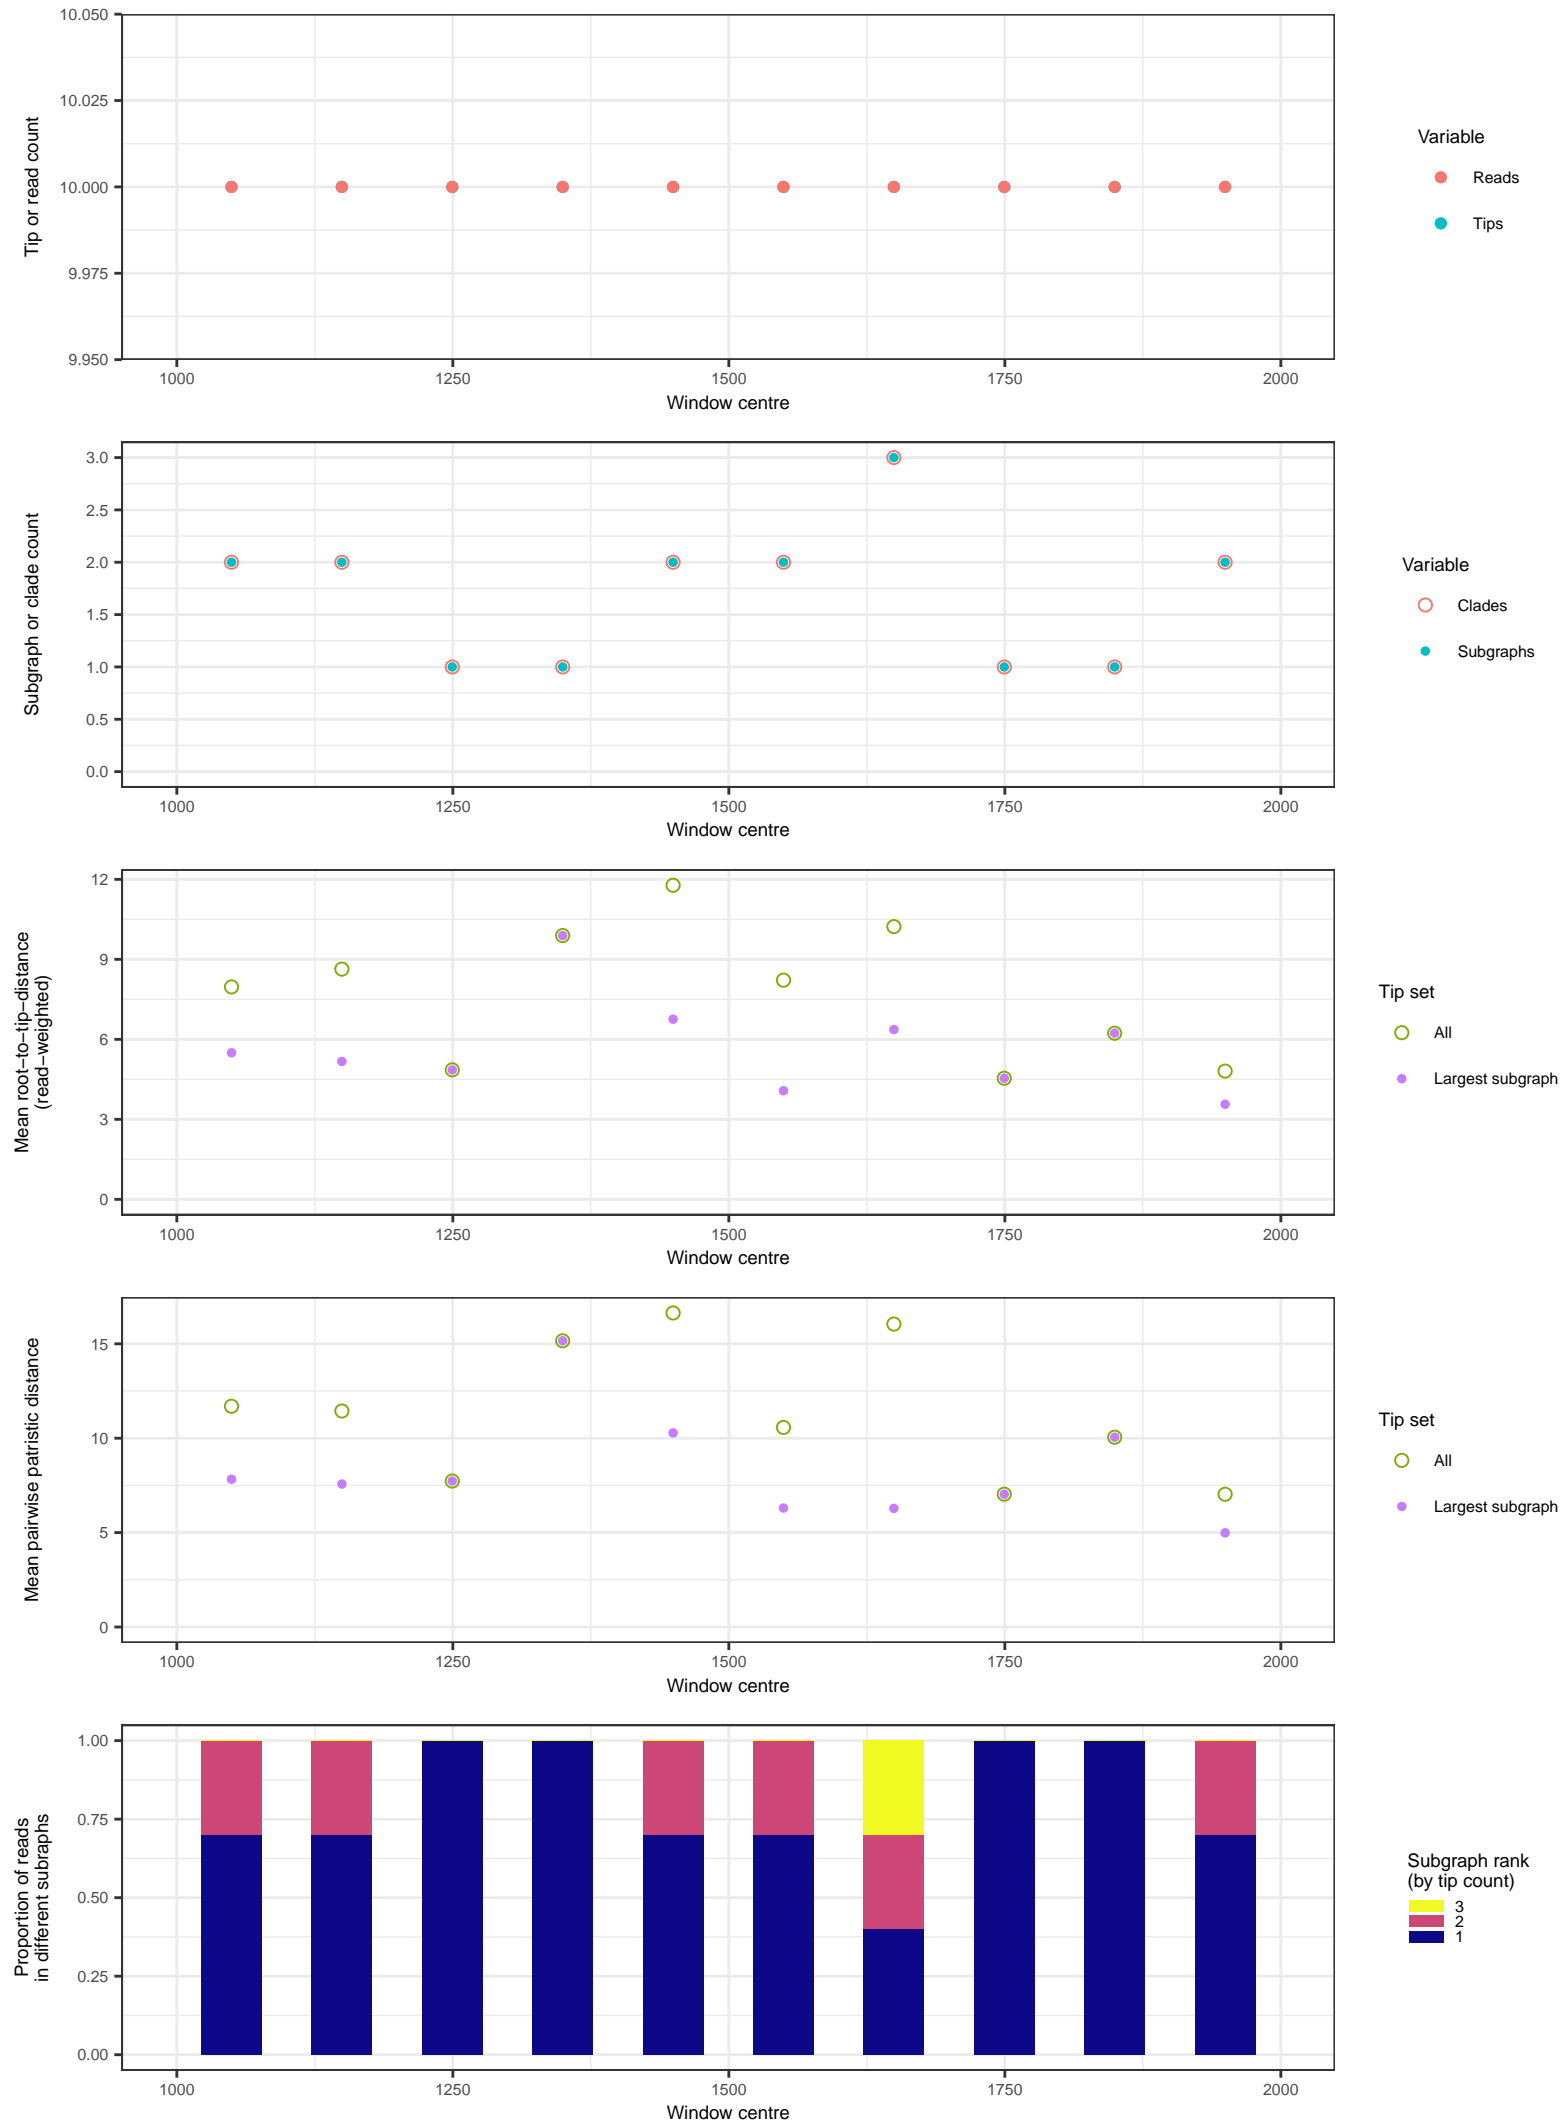 10.050
10.025
10.000
9.975
9.950
Tip or read count
1000 1250 1500 1750 2000
Window centre
Variable
Reads
Tips
3.0
2.5
2.0
1.5
1.0
0.5
0.0
Subgraph or clade count
1000 1250 1500 1750 2000
Window centre
Variable
Clades
Subgraphs
12
9
6
3
0
Mean root−to−tip−distance
(read−weighted)
1000 1250 1500 1750 2000
Window centre
Tip set
All
Largest subgraph
15
10
5
0
Mean pairwise patristic distance
1000 1250 1500 1750 2000
Window centre
Tip set
All
Largest subgraph
1.00
0.75
0.50
0.25
0.00
Proportion of reads
in different subraphs
1000 1250 1500 1750 2000
Window centre
Subgraph rank
(by tip count)
3
2
1